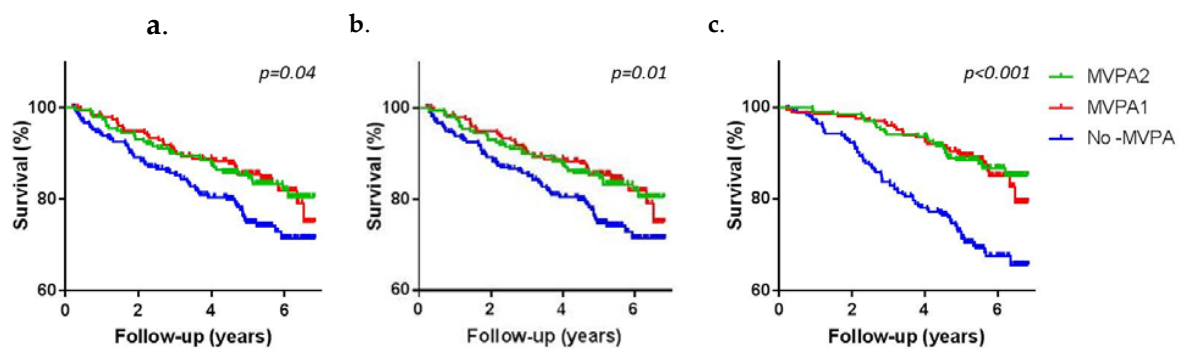 a.
p=0.04
100
80
60
Survival (%)
0 2 4 6
Follow-up (years)
b.
p=0.01
100
80
60
Survival (%)
0 2 4 6
Follow-up (years)
c.
p<0.001
100
80
60
Survival (%)
0 2 4 6
Follow-up (years)
MVPA2
MVPA1
No -MVPA